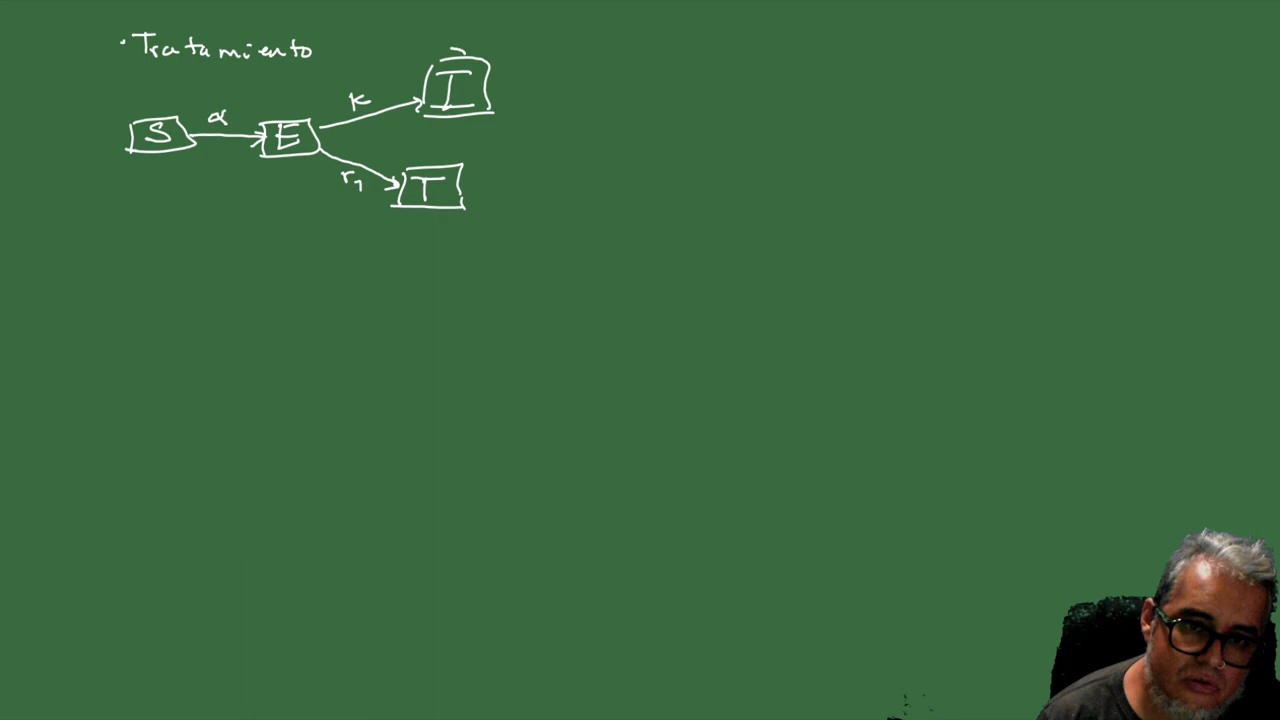 · Tratamiento
S α E k I
r₁ T